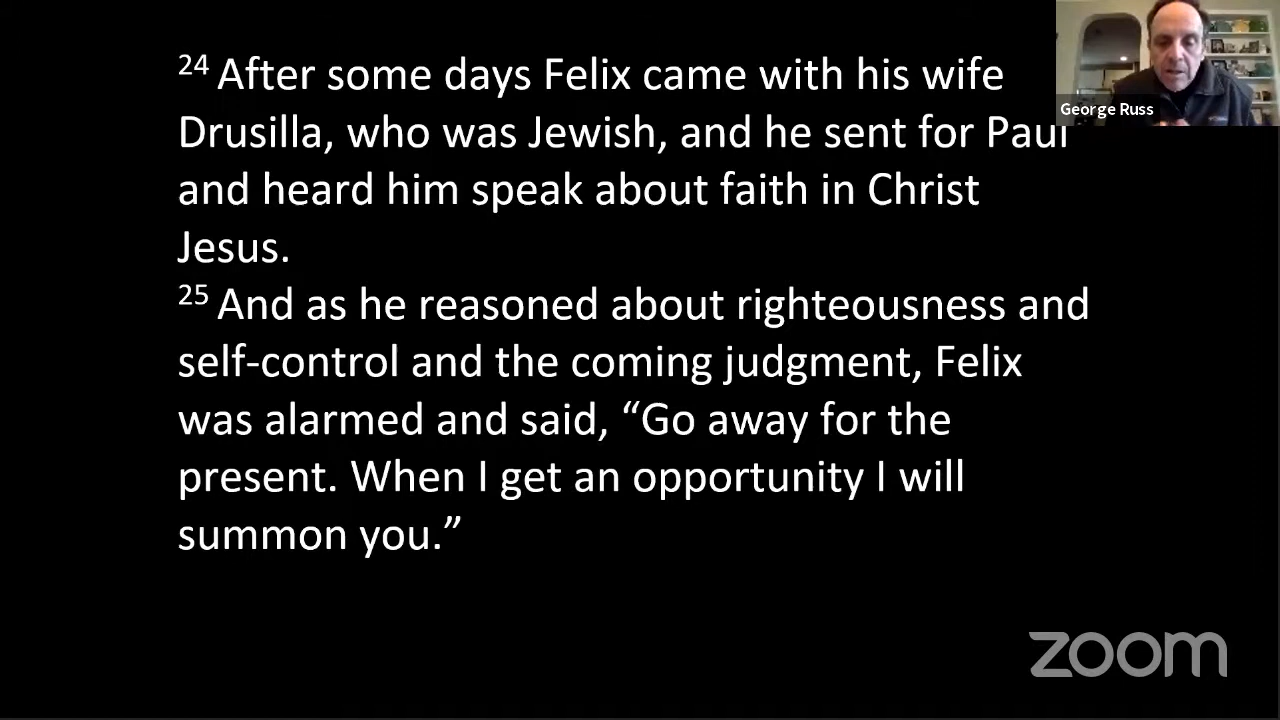 24 After some days Felix came with his wife
Drusilla, who was Jewish, and he sent for Paul
and heard him speak about faith in Christ
Jesus.
25 And as he reasoned about righteousness and
self-control and the coming judgment, Felix
was alarmed and said, “Go away for the
present. When I get an opportunity I will
summon you.”
George Russ
zoom